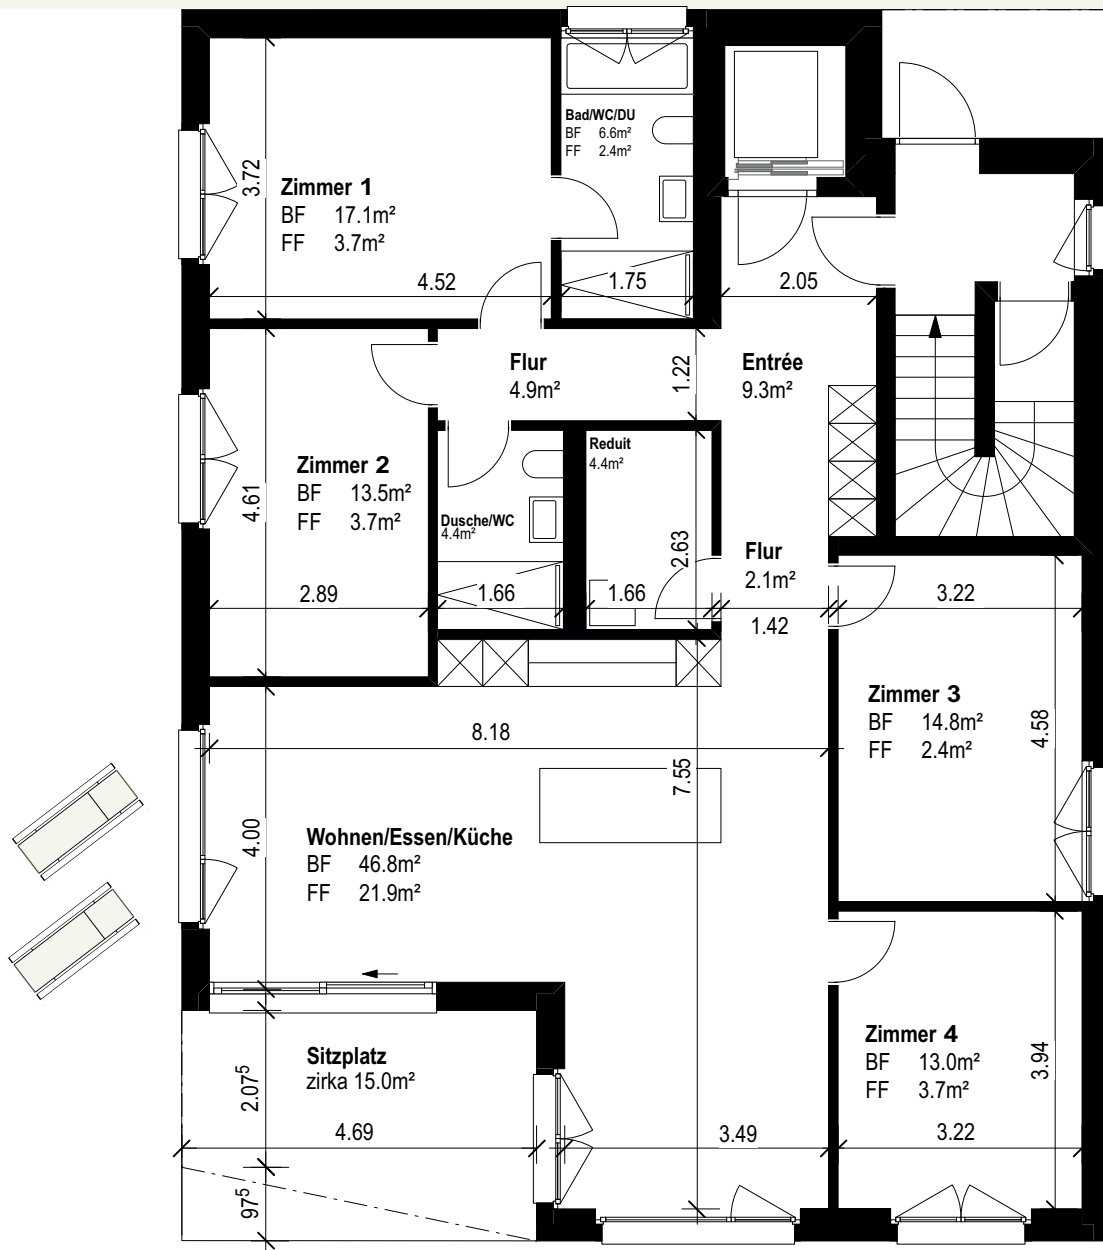 Bad/WC/DU
BF 6.6m²
FF 2.4m²
3.72
Zimmer 1
BF 17.1m²
FF 3.7m²
4.52
1.75
2.05
Flur
4.9m²
1.22
Entrée
9.3m²
Reduit
4.4m²
Zimmer 2
BF 13.5m²
FF 3.7m²
4.61
Dusche/WC
4.4m²
2.63
Flur
2.1m²
2.89
1.66
1.66
1.42
3.22
Zimmer 3
BF 14.8m²
FF 2.4m²
4.58
8.18
7.55
4.00
Wohnen/Essen/Küche
BF 46.8m²
FF 21.9m²
Sitzplatz
zirka 15.0m²
2.07⁵
Zimmer 4
BF 13.0m²
FF 3.7m²
3.94
4.69
3.49
3.22
97⁵